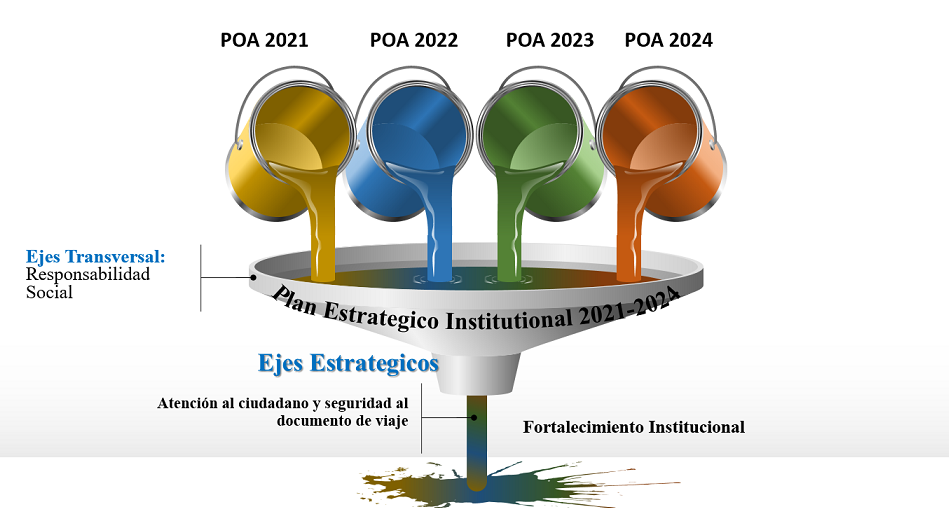 POA 2021
POA 2022
POA 2023
POA 2024
Ejes Transversal:
Responsabilidad
Social
Plan Estrategico Institutional 2021-2024
Ejes Estrategicos
Atención al ciudadano y seguridad al
documento de viaje
Fortalecimiento Institucional